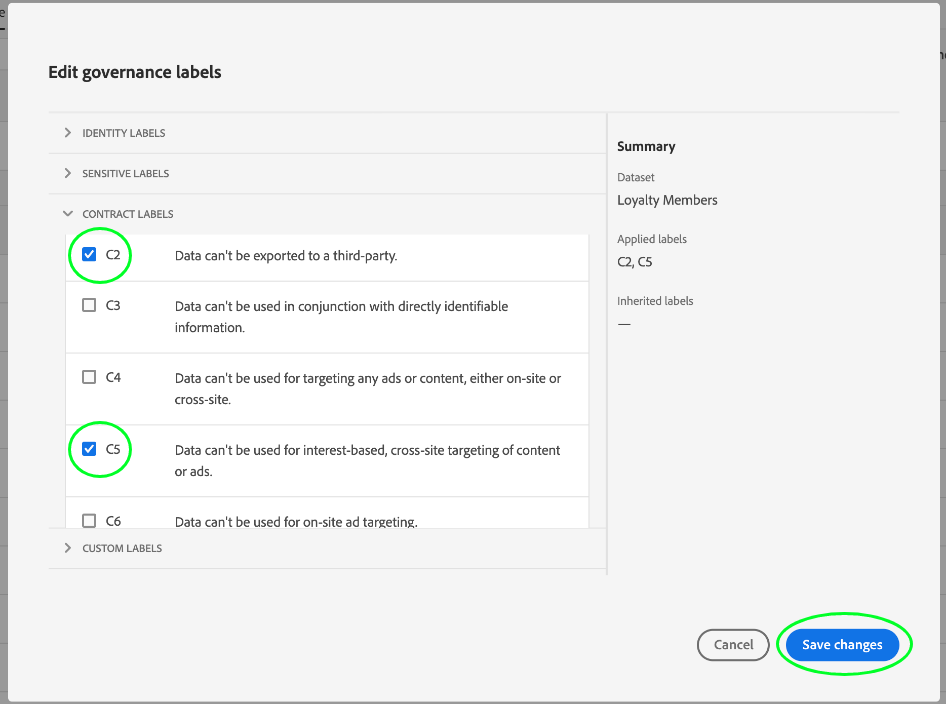 Edit governance labels
IDENTITY LABELS
SENSITIVE LABELS
CONTRACT LABELS
C2 Data can't be exported to a third-party.
C3 Data can't be used in conjunction with directly identifiable
information.
C4 Data can't be used for targeting any ads or content, either on-site or
cross-site.
C5 Data can't be used for interest-based, cross-site targeting of content
or ads.
C6 Data can't be used for on-site ad targeting.
CUSTOM LABELS
Summary
Dataset
Loyalty Members
Applied labels
C2, C5
Inherited labels
—
Cancel
Save changes